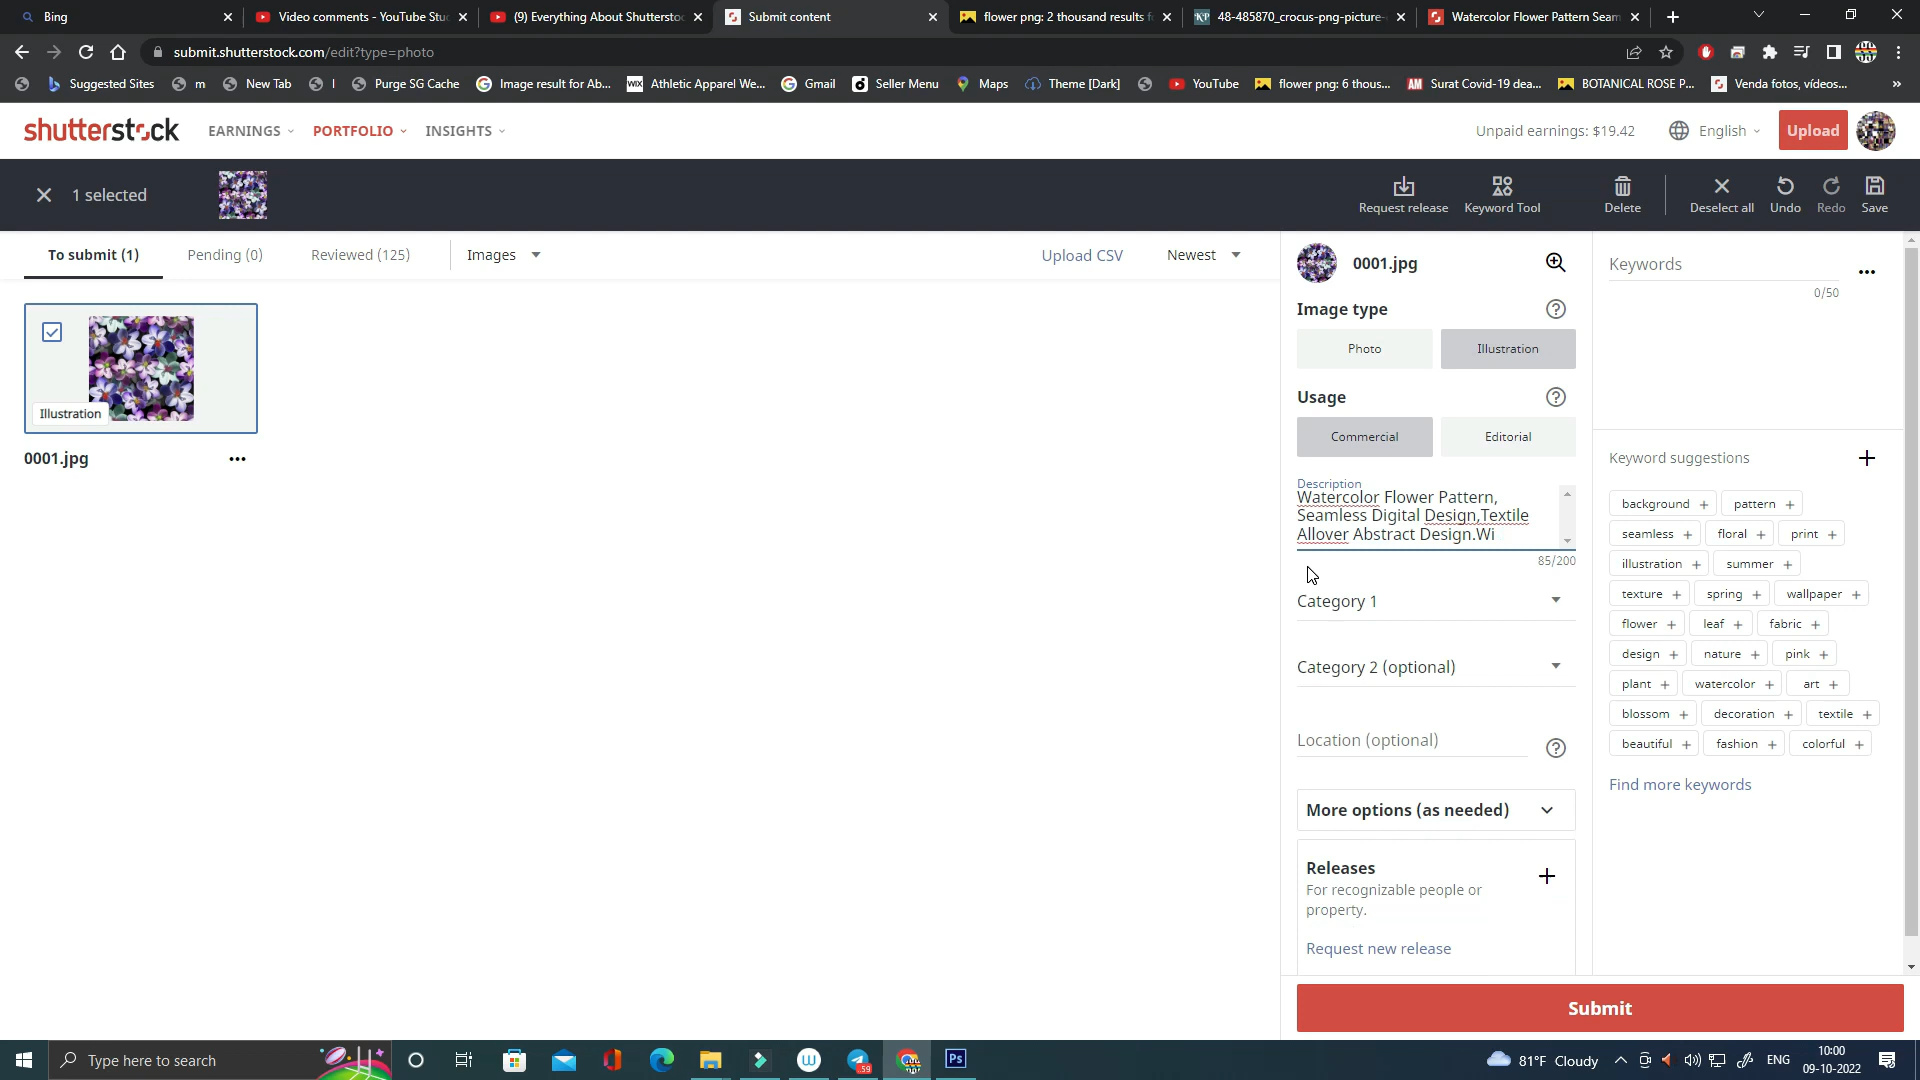 Bing
Video comments - YouTube Stu
(9) Everything About Shuttersto
Submit content
flower png: 2 thousand results f
48-485870_crocus-png-picture-
Watercolor Flower Pattern Seam
submit.shutterstock.com/edit?type=photo
Suggested Sites
m
New Tab
I
Purge SG Cache
Image result for Ab...
WIX
Athletic Apparel We...
Gmail
Seller Menu
Maps
Theme [Dark]
YouTube
flower png: 6 thous...
AM
Surat Covid-19 dea...
BOTANICAL ROSE P...
Venda fotos, vídeos...
»
shutterstock
EARNINGS
PORTFOLIO
INSIGHTS
Unpaid earnings: $19.42
English
Upload
1 selected
Request release
Keyword Tool
Delete
Deselect all
Undo
Redo
Save
To submit (1)
Pending (0)
Reviewed (125)
Images
Upload CSV
Newest
Illustration
0001.jpg
0001.jpg
Image type
Photo
Illustration
Usage
Commercial
Editorial
Description
Watercolor Flower Pattern,
Seamless Digital Design,Textile
Allover Abstract Design.Wi
85/200
Category 1
Category 2 (optional)
Location (optional)
More options (as needed)
Releases
For recognizable people or
property.
Request new release
Keywords
0/50
Keyword suggestions
background +
pattern +
seamless +
floral +
print +
illustration +
summer +
texture +
spring +
wallpaper +
flower +
leaf +
fabric +
design +
nature +
pink +
plant +
watercolor +
art +
blossom +
decoration +
textile +
beautiful +
fashion +
colorful +
Find more keywords
Submit
Type here to search
Ps
81°F Cloudy
ENG
10:00
09-10-2022